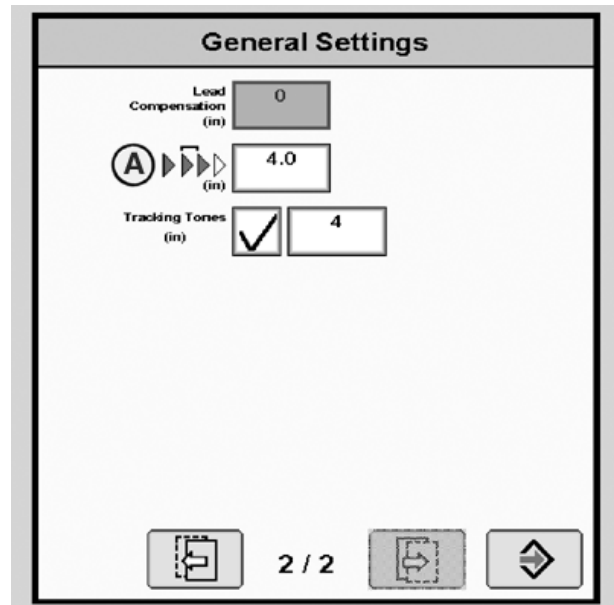 General Settings
Lead
Compensation
(in)
0
A
(in)
4.0
Tracking Tones
(in)
4
2 / 2